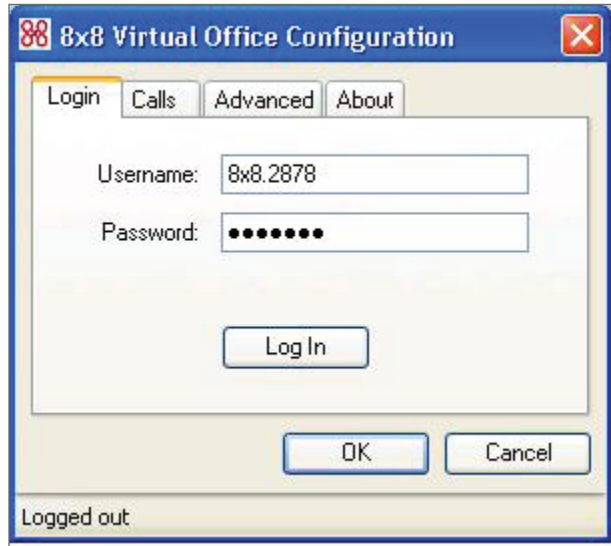 8x8 Virtual Office Configuration
Login Calls Advanced About
Username: 8x8.2878
Password: ●●●●●●●
Log In
OK Cancel
Logged out